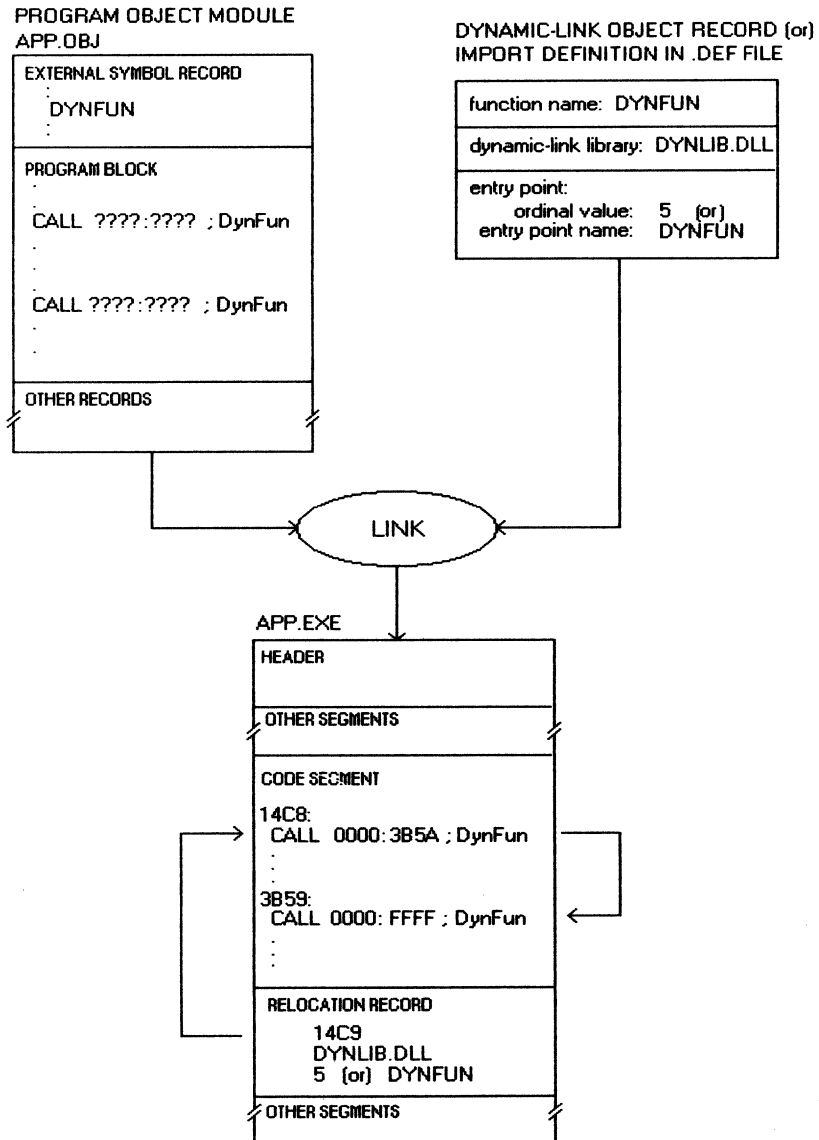 PROGRAM OBJECT MODULE
APP.OBJ
EXTERNAL SYMBOL RECORD
:
DYNFUN
:
PROGRAM BLOCK
.
.
CALL ????:???? ; DynFun
.
.
.
CALL ????:???? ; DynFun
.
.
.
OTHER RECORDS
DYNAMIC-LINK OBJECT RECORD (or)
IMPORT DEFINITION IN .DEF FILE
function name: DYNFUN
dynamic-link library: DYNLIB.DLL
entry point:
ordinal value: 5 (or)
entry point name: DYNFUN
LINK
APP.EXE
HEADER
OTHER SEGMENTS
CODE SEGMENT
14C8:
CALL 0000:3B5A ; DynFun
.
.
.
3B59:
CALL 0000: FFFF ; DynFun
.
.
.
RELOCATION RECORD
14C9
DYNLIB.DLL
5 (or) DYNFUN
OTHER SEGMENTS